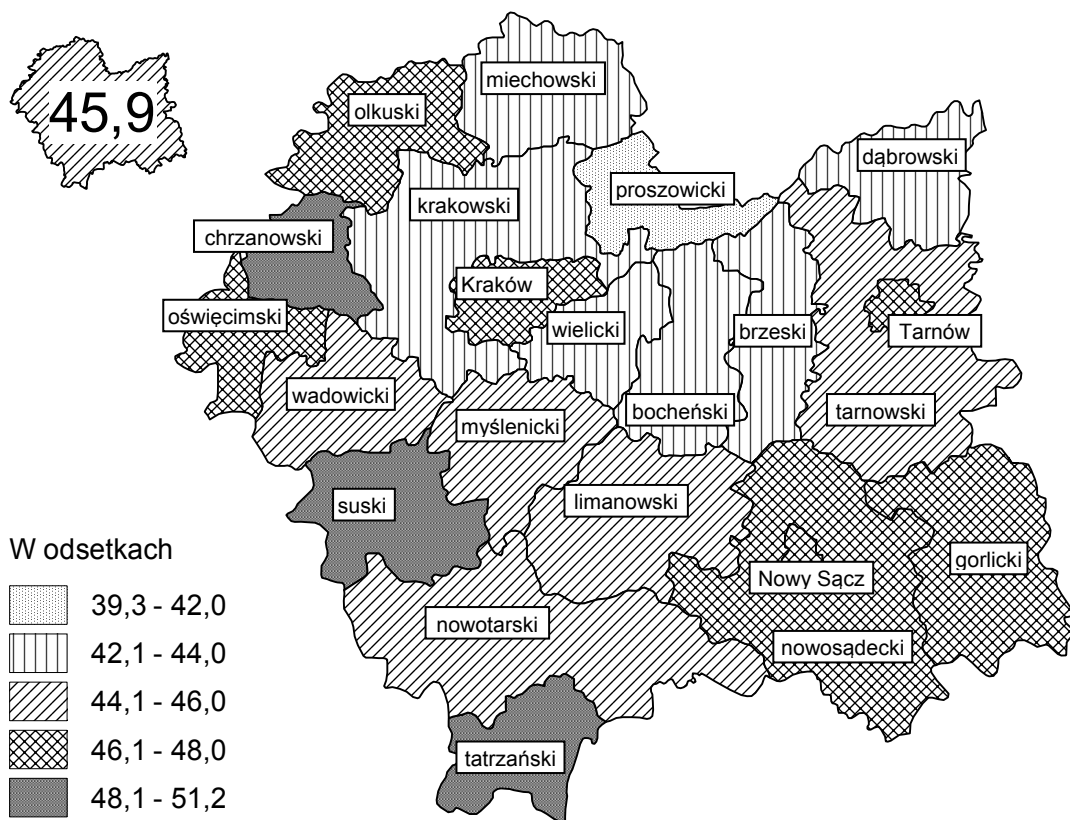 miechowski
olkuski
45,9
dąbrowski
proszowicki
krakowski
chrzanowski
Kraków
oświęcimski
wielicki
brzeski
Tarnów
wadowicki
bocheński
tarnowski
myślenicki
suski
limanowski
gorlicki
Nowy Sącz
nowotarski
nowosądecki
tatrzański
W odsetkach
39,3 - 42,0
42,1 - 44,0
44,1 - 46,0
46,1 - 48,0
48,1 - 51,2